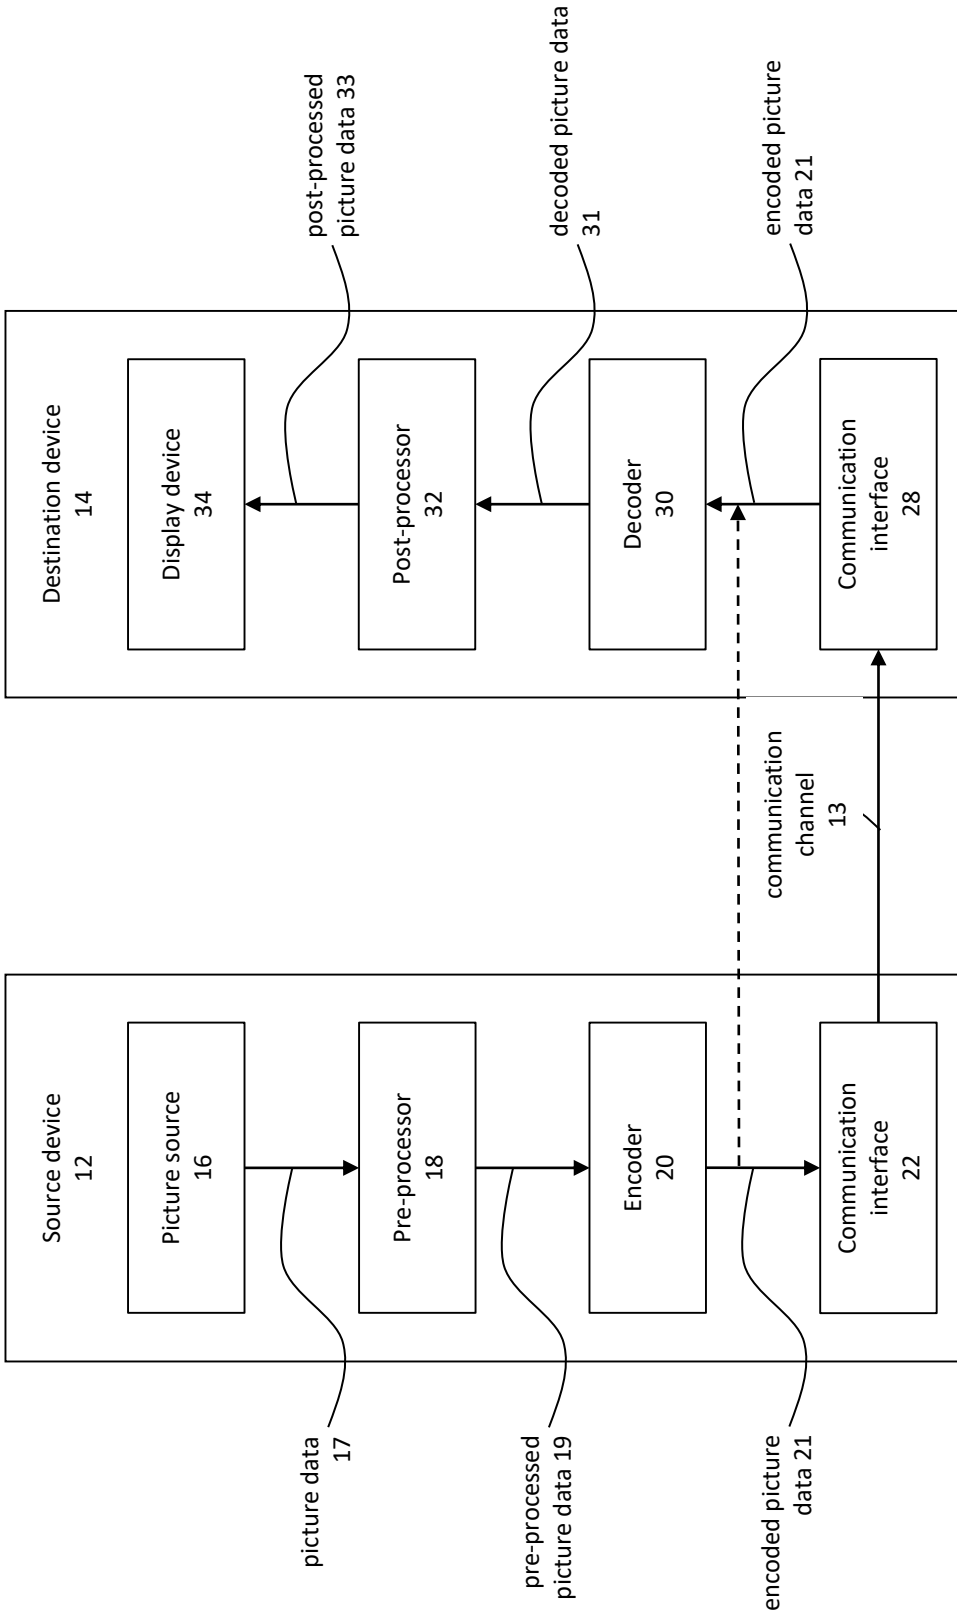 Source device
12
Picture source
16
picture data
17
Pre-processor
18
pre-processed
picture data 19
Encoder
20
encoded picture
data 21
Communication
interface
22
communication
channel
13
Destination device
14
Display device
34
post-processed
picture data 33
Post-processor
32
decoded picture data
31
Decoder
30
encoded picture
data 21
Communication
interface
28